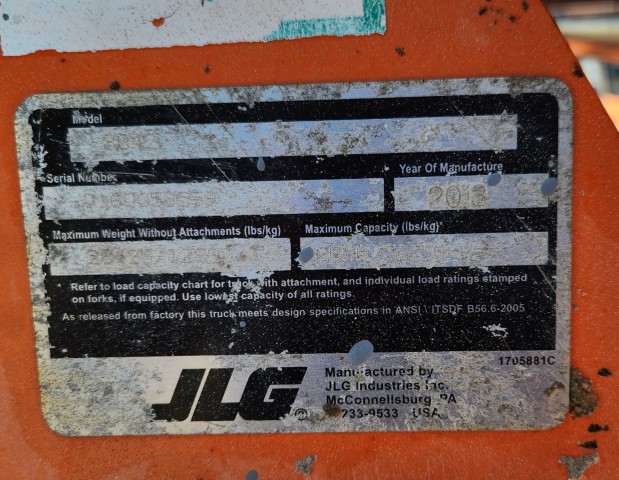 Model
Serial Number
Year Of Manufacture
2013
Maximum Weight Without Attachments (lbs/kg)
Maximum Capacity (lbs/kg)*
* Refer to load capacity chart for truck with attachment, and individual load ratings stamped
on forks, if equipped. Use lowest capacity of all ratings.
As released from factory this truck meets design specifications in ANSI \ ITSDF B56.6-2005
1705881C
JLG
Manufactured by
JLG Industries Inc.
McConnellsburg, PA
233-9533 USA